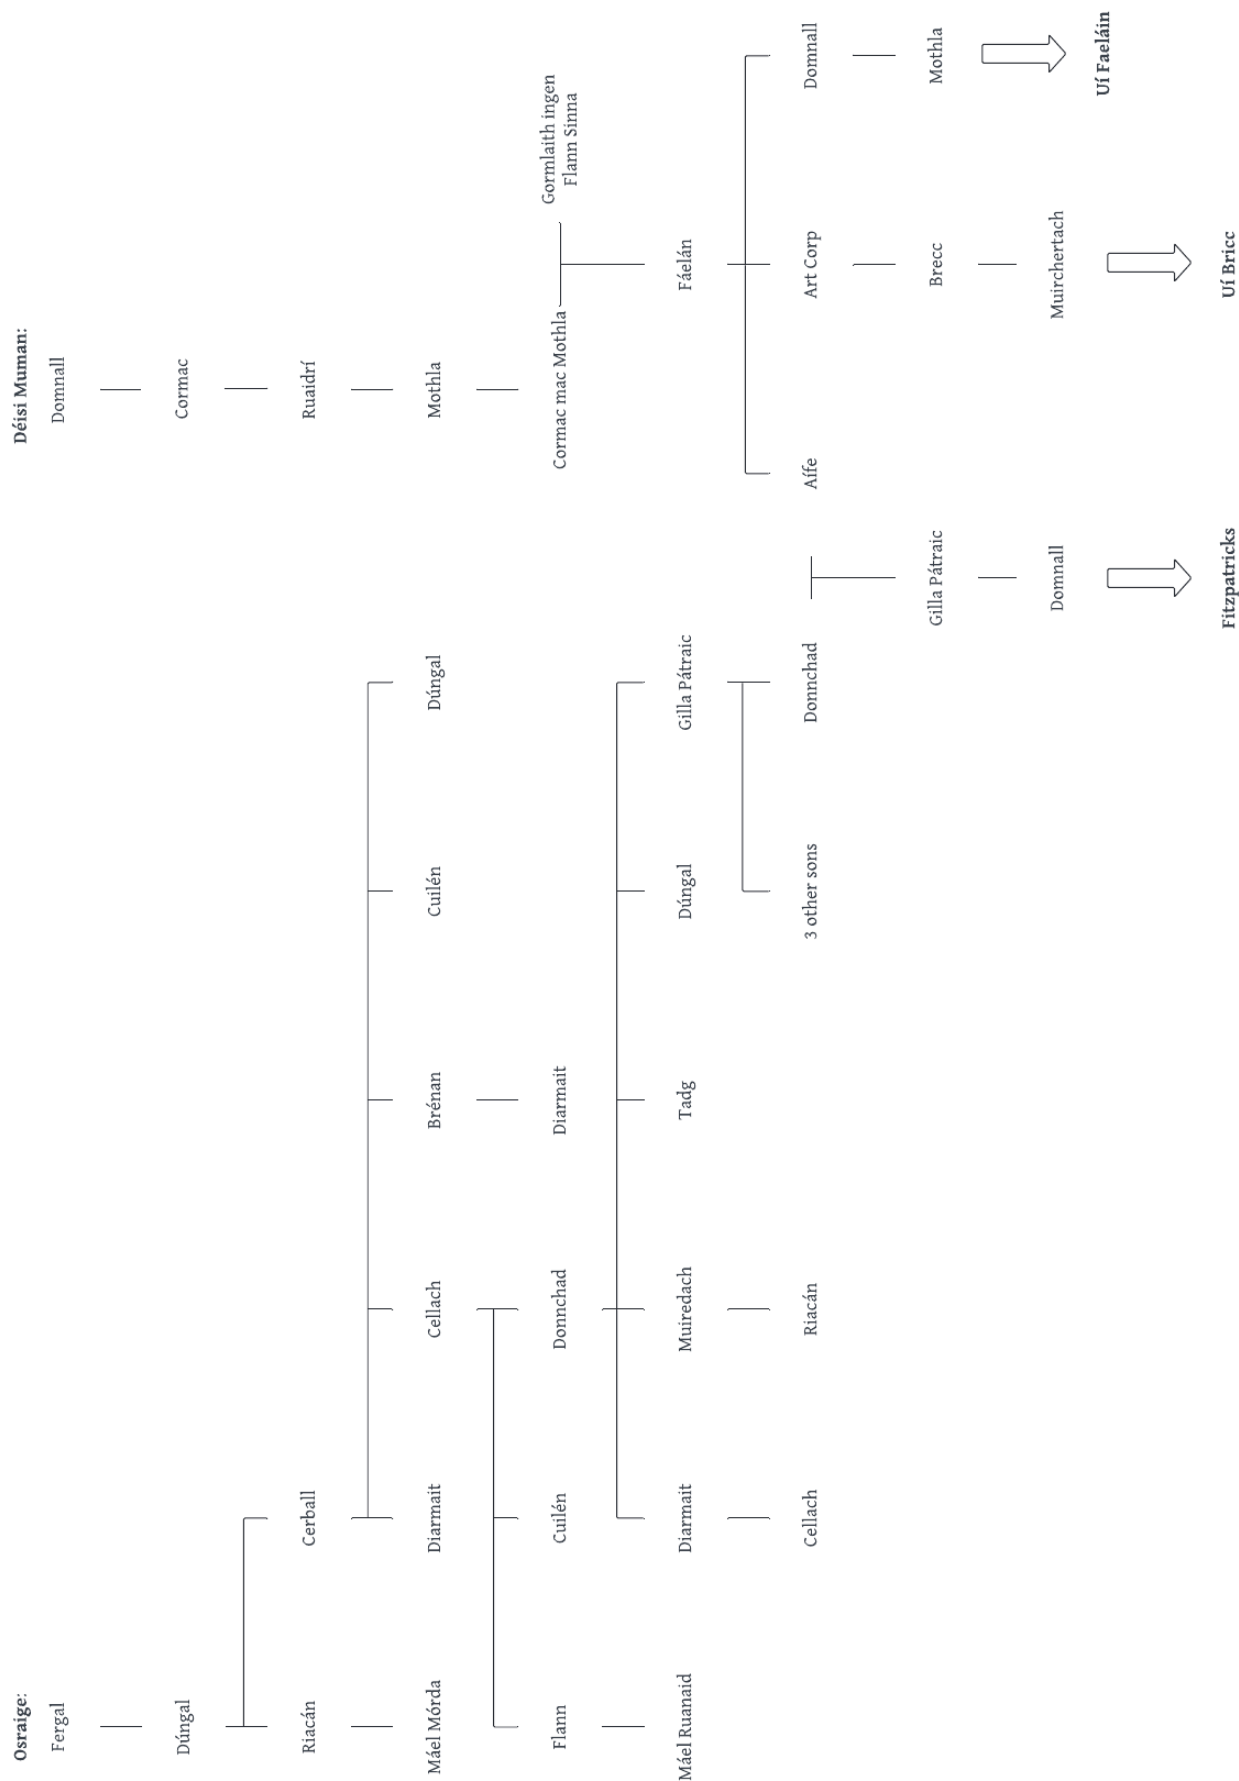 Osraige:
Déisi Muman:
Fergal
Domnall
Dúngal
Cormac
Riacán
Cerball
Ruaidrí
Máel Mórda
Diarmait
Cellach
Brénan
Cuilén
Dúngal
Mothla
Flann
Cuilén
Donnchad
Diarmait
Cormac mac Mothla
Gormlaith ingen
Flann Sinna
Máel Ruanaid
Diarmait
Muiredach
Tadg
Dúngal
Gilla Pátraic
Fáelán
Cellach
Riacán
3 other sons
Donnchad
Aífe
Art Corp
Domnall
Gilla Pátraic
Brecc
Mothla
Domnall
Muirchertach
Uí Faeláin
Fitzpatricks
Uí Bricc